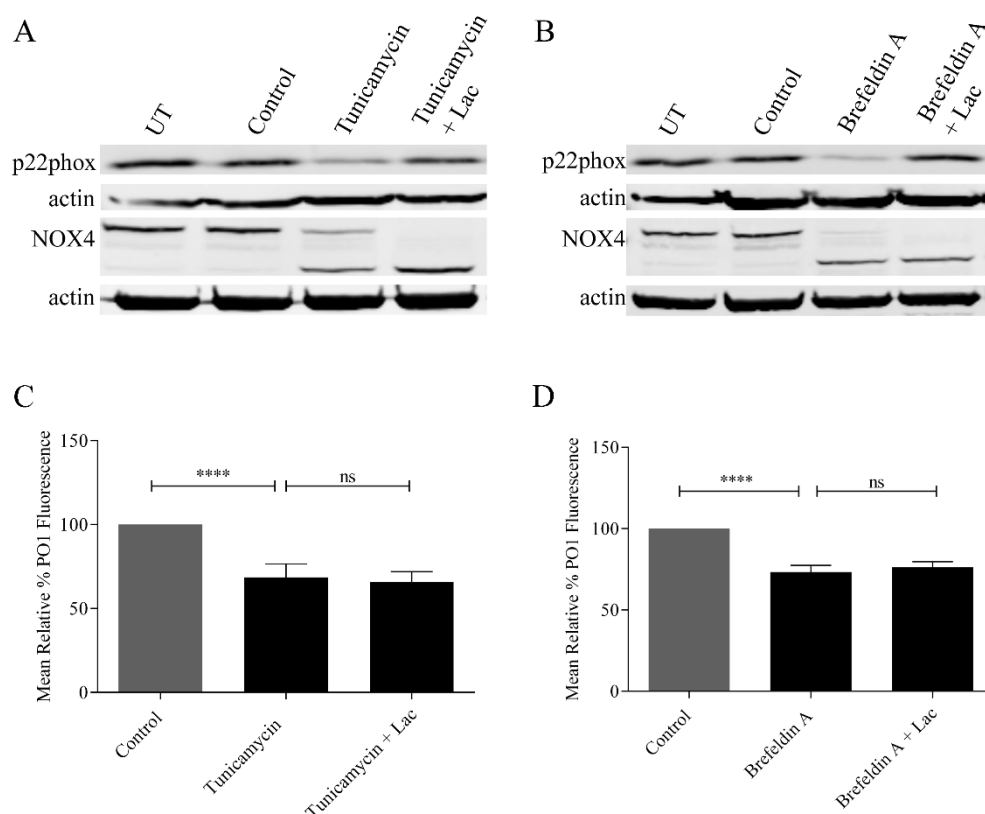 A
UT
Control
Tunicamycin
Tunicamycin
+ Lac
p22phox
actin
NOX4
actin
B
UT
Control
Brefeldin A
Brefeldin A
+ Lac
p22phox
actin
NOX4
actin
C
Mean Relative % PO1 Fluorescence
150
100
50
0
****
ns
Control
Tunicamycin
Tunicamycin + Lac
D
Mean Relative % PO1 Fluorescence
150
100
50
0
****
ns
Control
Brefeldin A
Brefeldin A + Lac